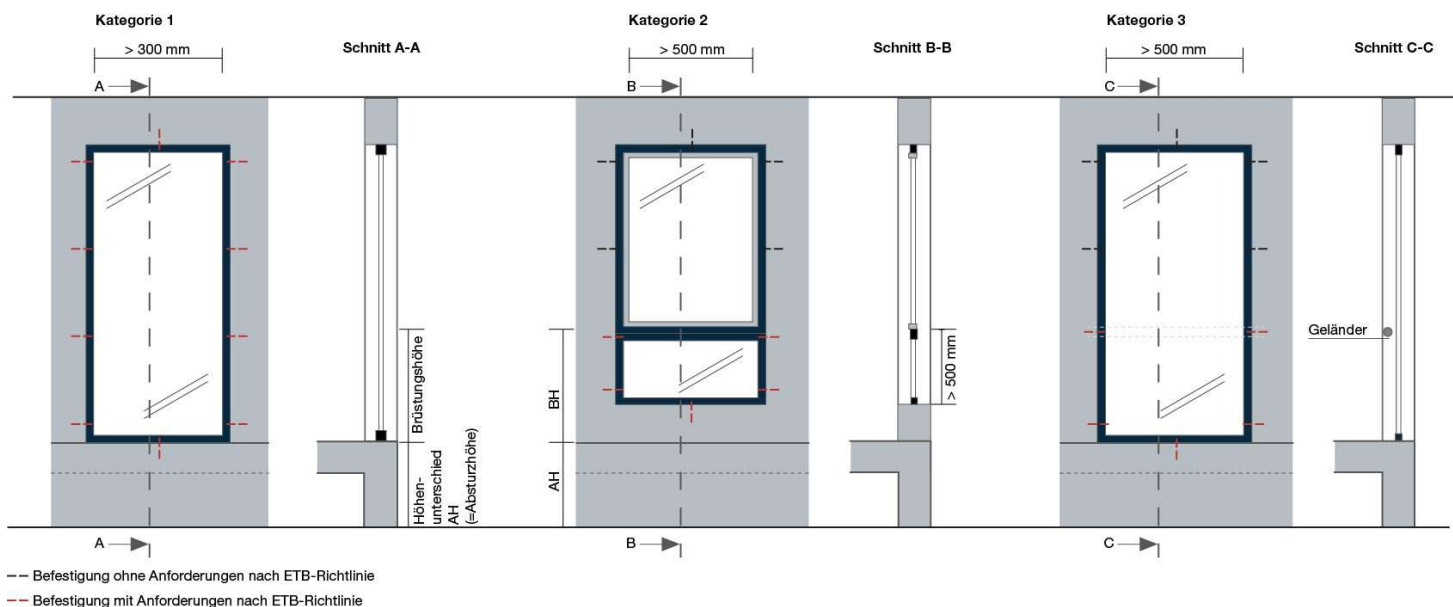 Kategorie 1
Kategorie 2
Kategorie 3
> 300 mm
Schnitt A-A
> 500 mm
Schnitt B-B
> 500 mm
Schnitt C-C
A
B
C
Brüstungshöhe
Höhen-
unterschied
AH
(=Absturzhöhe)
BH
AH
> 500 mm
Geländer
A
B
C
Befestigung ohne Anforderungen nach ETB-Richtlinie
Befestigung mit Anforderungen nach ETB-Richtlinie